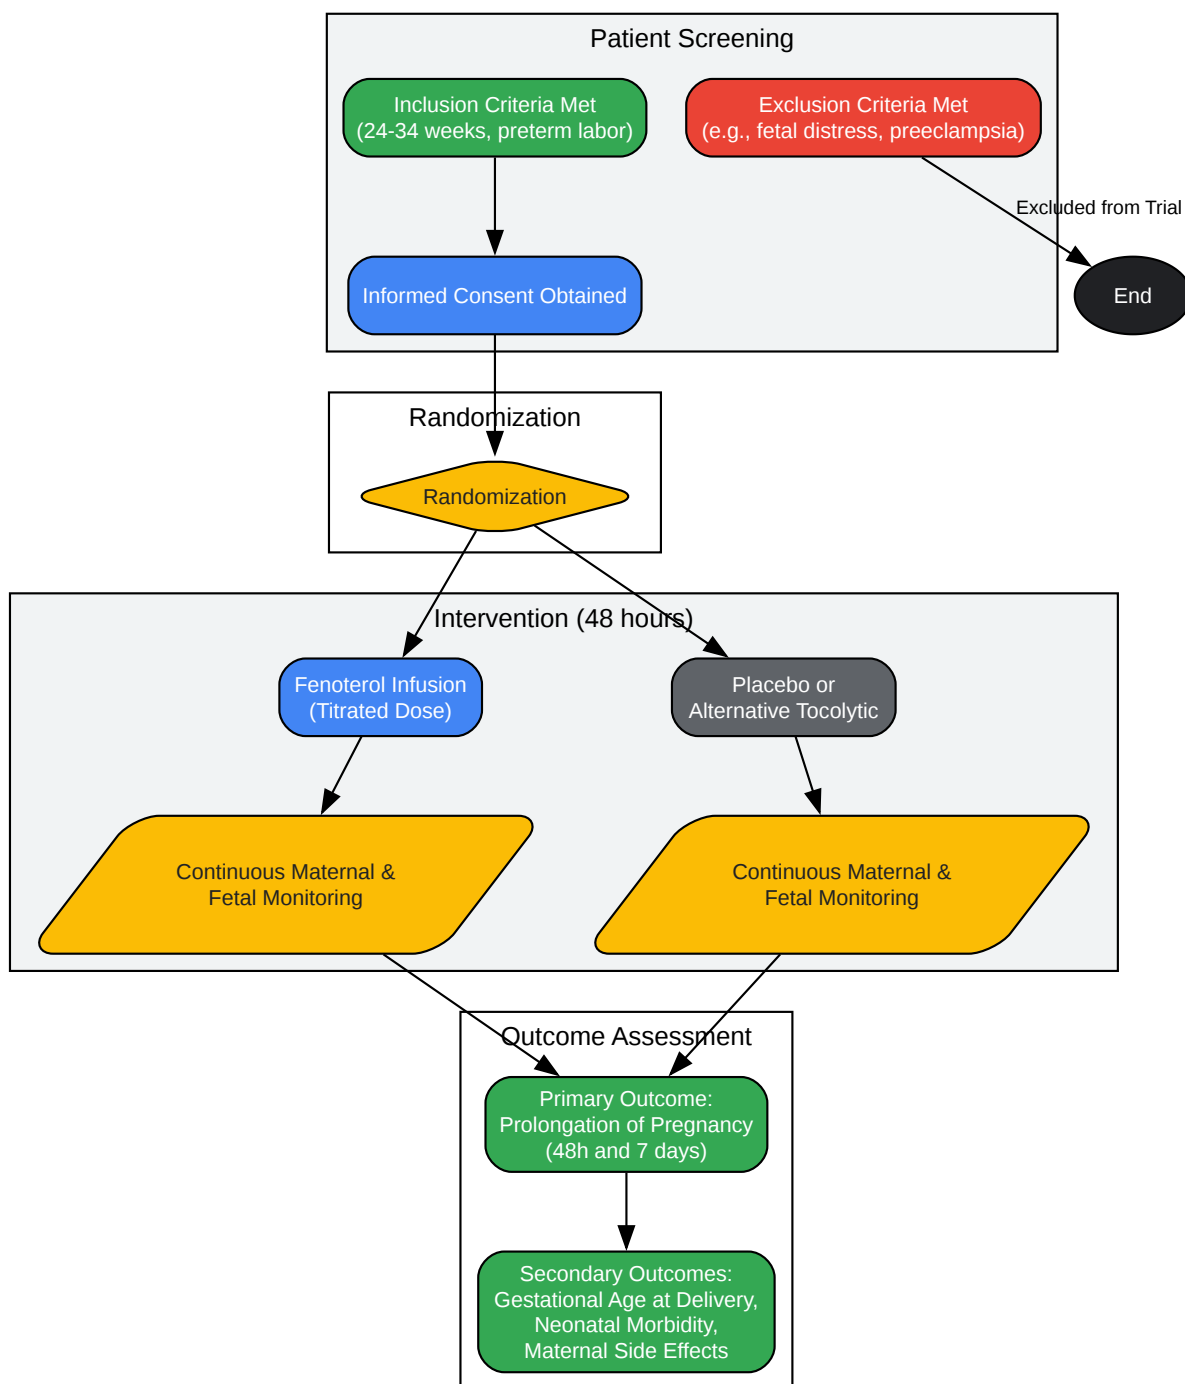 Patient Screening
Inclusion Criteria Met
(24-34 weeks, preterm labor)
Exclusion Criteria Met
(e.g., fetal distress, preeclampsia)
Excluded from Trial
Informed Consent Obtained
End
Randomization
Randomization
Intervention (48 hours)
Fenoterol Infusion
(Titrated Dose)
Placebo or
Alternative Tocolytic
Continuous Maternal &
Fetal Monitoring
Continuous Maternal &
Fetal Monitoring
Outcome Assessment
Primary Outcome:
Prolongation of Pregnancy
(48h and 7 days)
Secondary Outcomes:
Gestational Age at Delivery,
Neonatal Morbidity,
Maternal Side Effects